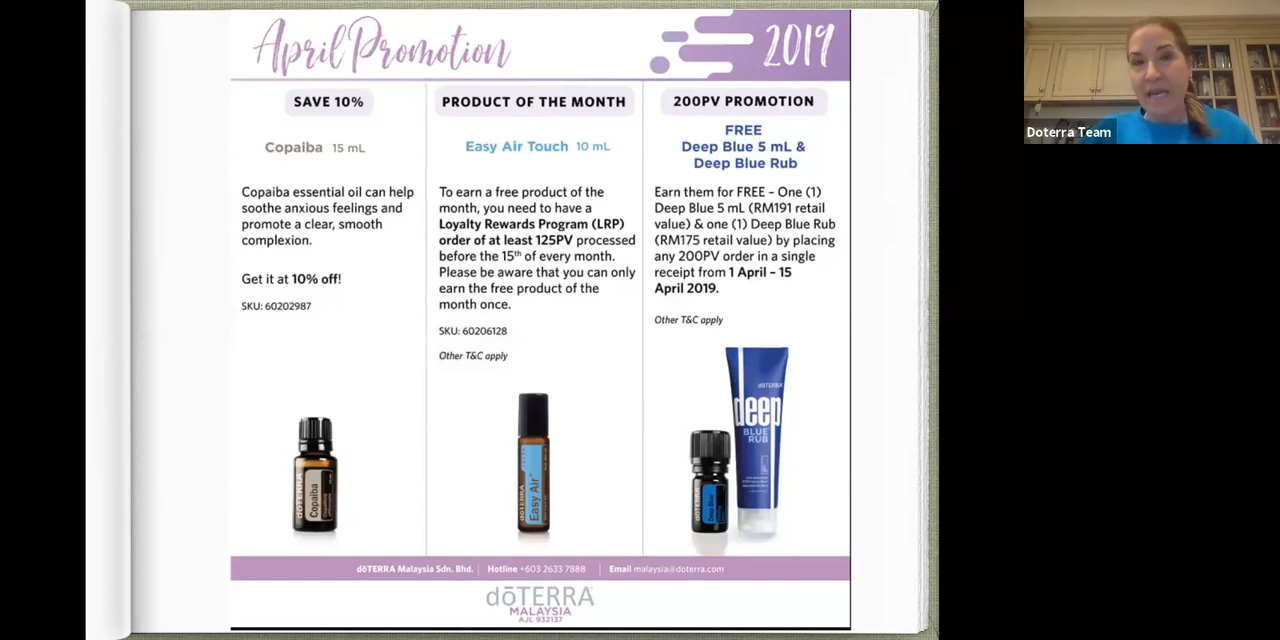 April Promotion
2019
SAVE 10%
Copaiba 15 mL
Copaiba essential oil can help
soothe anxious feelings and
promote a clear, smooth
complexion.
Get it at 10% off!
SKU: 60202987
PRODUCT OF THE MONTH
Easy Air Touch 10 mL
To earn a free product of the
month, you need to have a
Loyalty Rewards Program (LRP)
order of at least 125PV processed
before the 15th of every month.
Please be aware that you can only
earn the free product of the
month once.
SKU: 60206128
Other T&C apply
200PV PROMOTION
FREE
Deep Blue 5 mL &
Deep Blue Rub
Earn them for FREE – One (1)
Deep Blue 5 mL (RM191 retail
value) & one (1) Deep Blue Rub
(RM175 retail value) by placing
any 200PV order in a single
receipt from 1 April – 15
April 2019.
Other T&C apply
dōTERRA
Copaiba
dōTERRA
Easy Air
dōTERRA
Deep Blue
dōTERRA
deep
BLUE
RUB
dōTERRA Malaysia Sdn. Bhd. | Hotline +603 2633 7888 | Email malaysia@doterra.com
dōTERRA
MALAYSIA
AJL 932137
Doterra Team